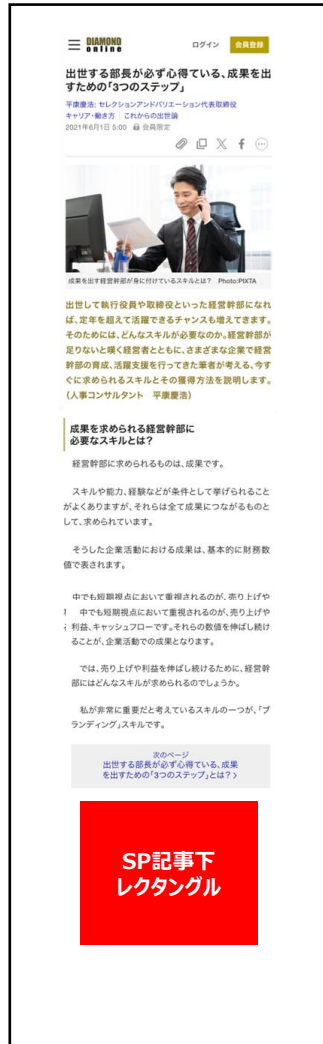 DIAMOND
online
ログイン
会員登録
出世する部長が必ず心得ている、成果を出
すための「3つのステップ」
平康慶浩: セレクションアンドバリエーション代表取締役
キャリア・働き方 これからの出世論
2021年6月1日 5:00 会員限定
成果を出す経営幹部が身に付けているスキルとは? Photo:PIXTA
出世して執行役員や取締役といった経営幹部になれ
ば、定年を超えて活躍できるチャンスも増えてきます。
そのためには、どんなスキルが必要なのか。経営幹部が
足りないと嘆く経営者とともに、さまざまな企業で経営
幹部の育成、活躍支援を行ってきた筆者が考える、今す
ぐに求められるスキルとその獲得方法を説明します。
(人事コンサルタント 平康慶浩)
成果を求められる経営幹部に
必要なスキルとは?
経営幹部に求められるものは、成果です。
スキルや能力、経験などが条件として挙げられること
がよくありますが、それらは全て成果につながるものと
して、求められています。
そうした企業活動における成果は、基本的に財務数
値で表されます。
中でも短期視点において重視されるのが、売り上げや
中でも短期視点において重視されるのが、売り上げや
利益、キャッシュフローです。それらの数値を伸ばし続け
ることが、企業活動での成果となります。
では、売り上げや利益を伸ばし続けるために、経営幹
部にはどんなスキルが求められるのでしょうか。
私が非常に重要だと考えているスキルの一つが、「ブ
ランディング」スキルです。
次のページ
出世する部長が必ず心得ている、成果
を出すための「3つのステップ」とは? >
SP記事下
レクタングル